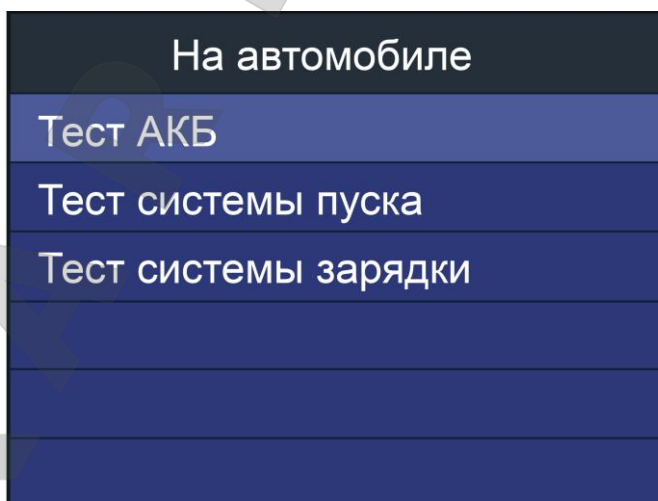 На автомобиле
Тест АКБ
Тест системы пуска
Тест системы зарядки